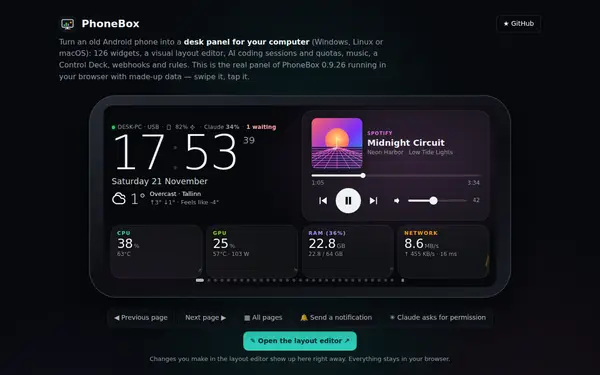 PhoneBox
★ GitHub
Turn an old Android phone into a desk panel for your computer (Windows, Linux or
macOS): 126 widgets, a visual layout editor, AI coding sessions and quotas, music, a
Control Deck, webhooks and rules. This is the real panel of PhoneBox 0.9.26 running in
your browser with made-up data — swipe it, tap it.
DESK-PC · USB · 82% · Claude 34% · 1 waiting
17:53 39
Saturday 21 November
1° Overcast · Tallinn
↑3° ↓1° · Feels like -4°
SPOTIFY
Midnight Circuit
Neon Harbor · Low Tide Lights
1:05 3:34
42
CPU
38%
63°C
GPU
25%
57°C · 103 W
RAM (36%)
22.8 GB
22.8 / 64 GB
NETWORK
8.6 MB/s
↑ 455 KB/s · 16 ms
◀ Previous page
Next page ▶
▦ All pages
🔔 Send a notification
✳ Claude asks for permission
✎ Open the layout editor ↗
Changes you make in the layout editor show up here right away. Everything stays in your browser.